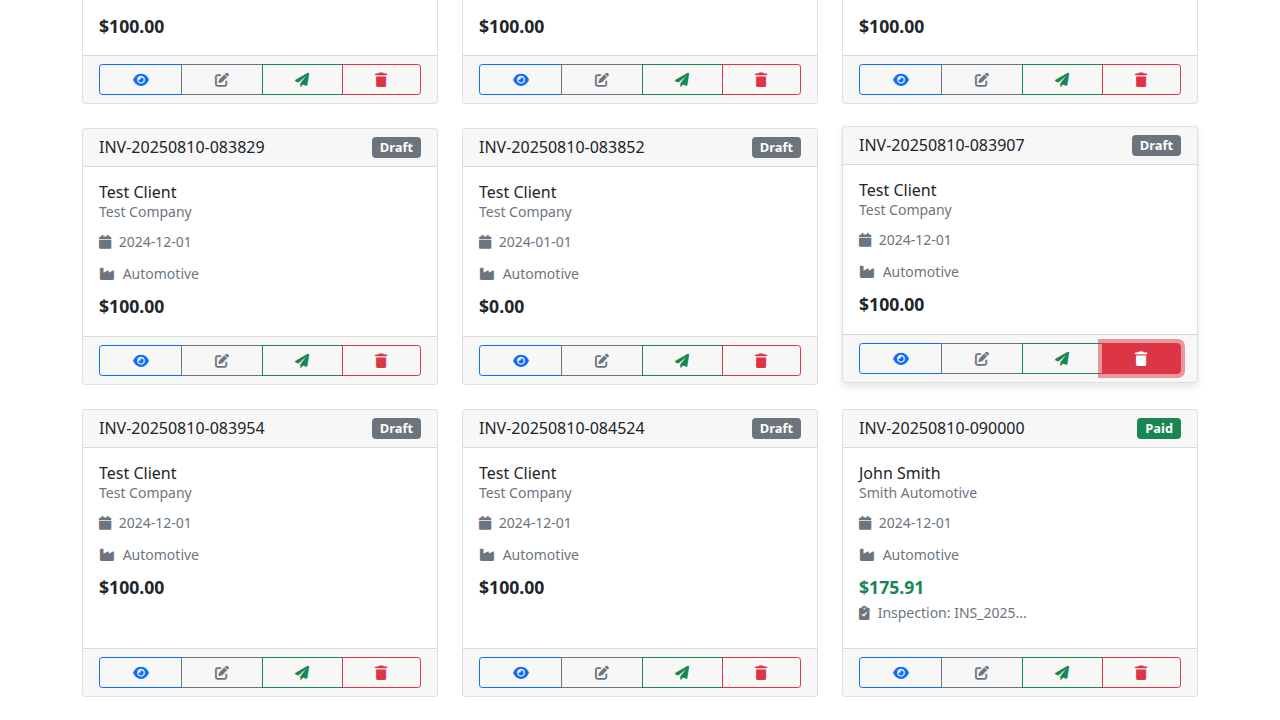 $100.00
$100.00
$100.00
INV-20250810-083829
Draft
Test Client
Test Company
2024-12-01
Automotive
$100.00
INV-20250810-083852
Draft
Test Client
Test Company
2024-01-01
Automotive
$0.00
INV-20250810-083907
Draft
Test Client
Test Company
2024-12-01
Automotive
$100.00
INV-20250810-083954
Draft
Test Client
Test Company
2024-12-01
Automotive
$100.00
INV-20250810-084524
Draft
Test Client
Test Company
2024-12-01
Automotive
$100.00
INV-20250810-090000
Paid
John Smith
Smith Automotive
2024-12-01
Automotive
$175.91
Inspection: INS_2025...